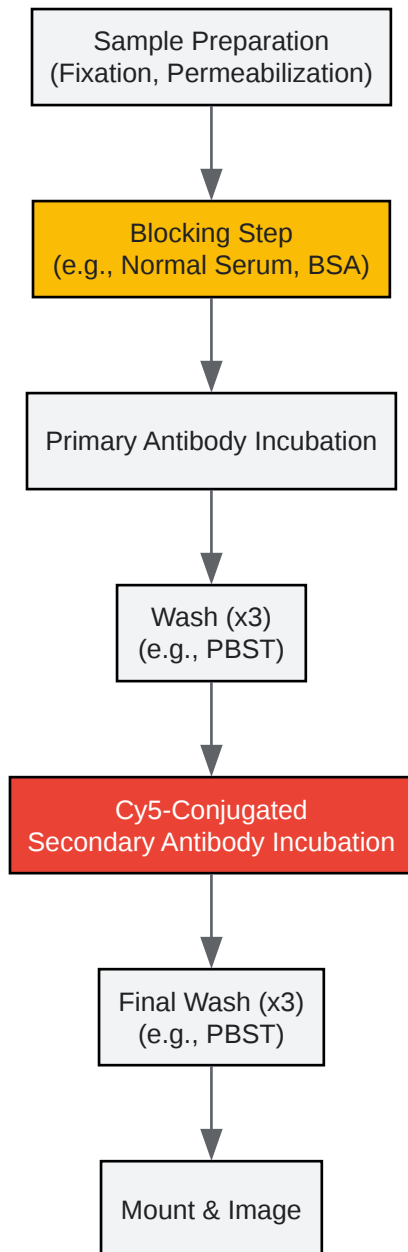 Sample Preparation
(Fixation, Permeabilization)
Blocking Step
(e.g., Normal Serum, BSA)
Primary Antibody Incubation
Wash (x3)
(e.g., PBST)
Cy5-Conjugated
Secondary Antibody Incubation
Final Wash (x3)
(e.g., PBST)
Mount & Image